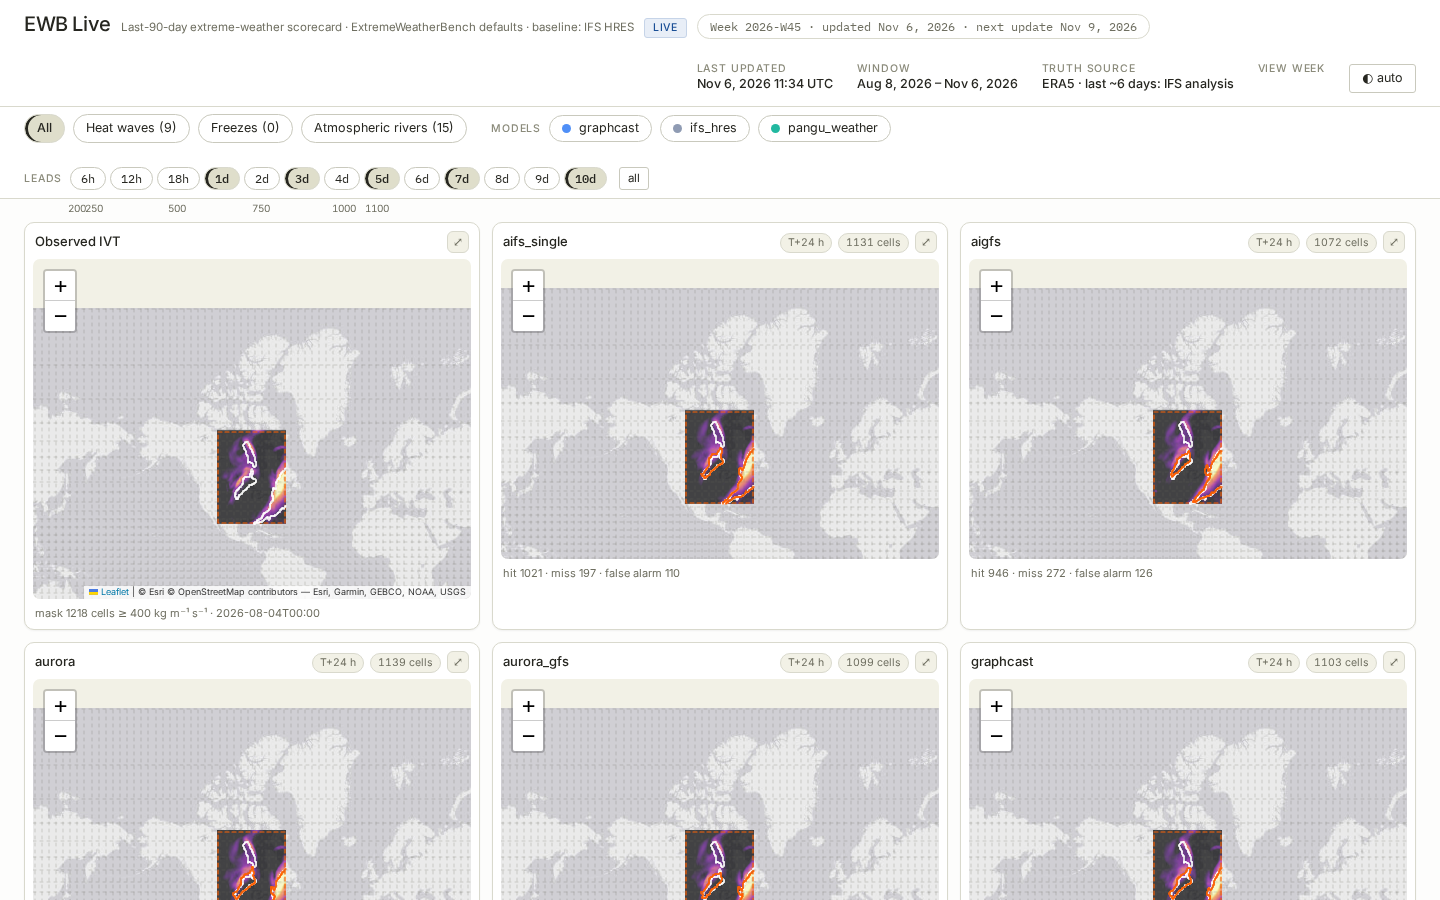 EWB Live Last-90-day extreme-weather scorecard · ExtremeWeatherBench defaults · baseline: IFS HRES LIVE Week 2026-W45 · updated Nov 6, 2026 · next update Nov 9, 2026
LAST UPDATED WINDOW TRUTH SOURCE VIEW WEEK
Nov 6, 2026 11:34 UTC Aug 8, 2026 – Nov 6, 2026 ERA5 · last ~6 days: IFS analysis ◐ auto
All Heat waves (9) Freezes (0) Atmospheric rivers (15) MODELS graphcast ifs_hres pangu_weather
LEADS 6h 12h 18h 1d 2d 3d 4d 5d 6d 7d 8d 9d 10d all
200 250 500 750 1000 1100
Observed IVT ⤢
+
−
Leaflet | © Esri © OpenStreetMap contributors — Esri, Garmin, GEBCO, NOAA, USGS
mask 1218 cells ≥ 400 kg m⁻¹ s⁻¹ · 2026-08-04T00:00
aifs_single T+24 h 1131 cells ⤢
+
−
hit 1021 · miss 197 · false alarm 110
aigfs T+24 h 1072 cells ⤢
+
−
hit 946 · miss 272 · false alarm 126
aurora T+24 h 1139 cells ⤢
+
−
aurora_gfs T+24 h 1099 cells ⤢
+
−
graphcast T+24 h 1103 cells ⤢
+
−